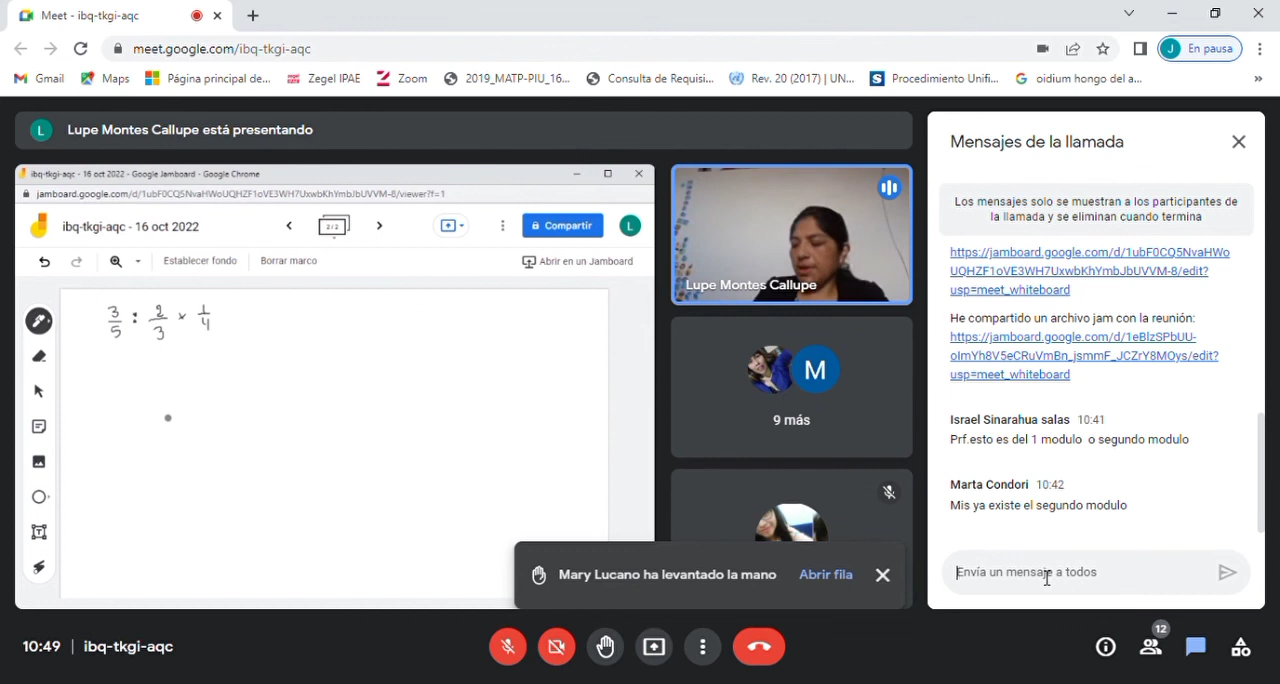 Meet - ibq-tkgi-aqc
meet.google.com/ibq-tkgi-aqc
J En pausa
Gmail Maps Página principal de... Zegel IPAE Zoom 2019_MATP-PIU_16... Consulta de Requisi... Rev. 20 (2017) | UN... Procedimiento Unifi... oidium hongo del a... »
L Lupe Montes Callupe está presentando
ibq-tkgi-aqc - 16 oct 2022 - Google Jamboard - Google Chrome
jamboard.google.com/d/1ubF0CQ5NvaHWoUQHZF1oVE3WH7UxwbKhYmbJbUVVM-8/viewer?f=1
ibq-tkgi-aqc - 16 oct 2022
2/2
Compartir
L
Establecer fondo Borrar marco Abrir en un Jamboard
3/5 : 2/3 × 1/4
Lupe Montes Callupe
M
9 más
Mary Lucano ha levantado la mano Abrir fila
Mensajes de la llamada
Los mensajes solo se muestran a los participantes de
la llamada y se eliminan cuando termina
https://jamboard.google.com/d/1ubF0CQ5NvaHWo
UQHZF1oVE3WH7UxwbKhYmbJbUVVM-8/edit?
usp=meet_whiteboard
He compartido un archivo jam con la reunión:
https://jamboard.google.com/d/1eBlzSPbUU-
oImYh8V5eCRuVmBn_jsmmF_JCZrY8MOys/edit?
usp=meet_whiteboard
Israel Sinarahua salas 10:41
Prf.esto es del 1 modulo o segundo modulo
Marta Condori 10:42
Mis ya existe el segundo modulo
Envía un mensaje a todos
10:49 | ibq-tkgi-aqc
12